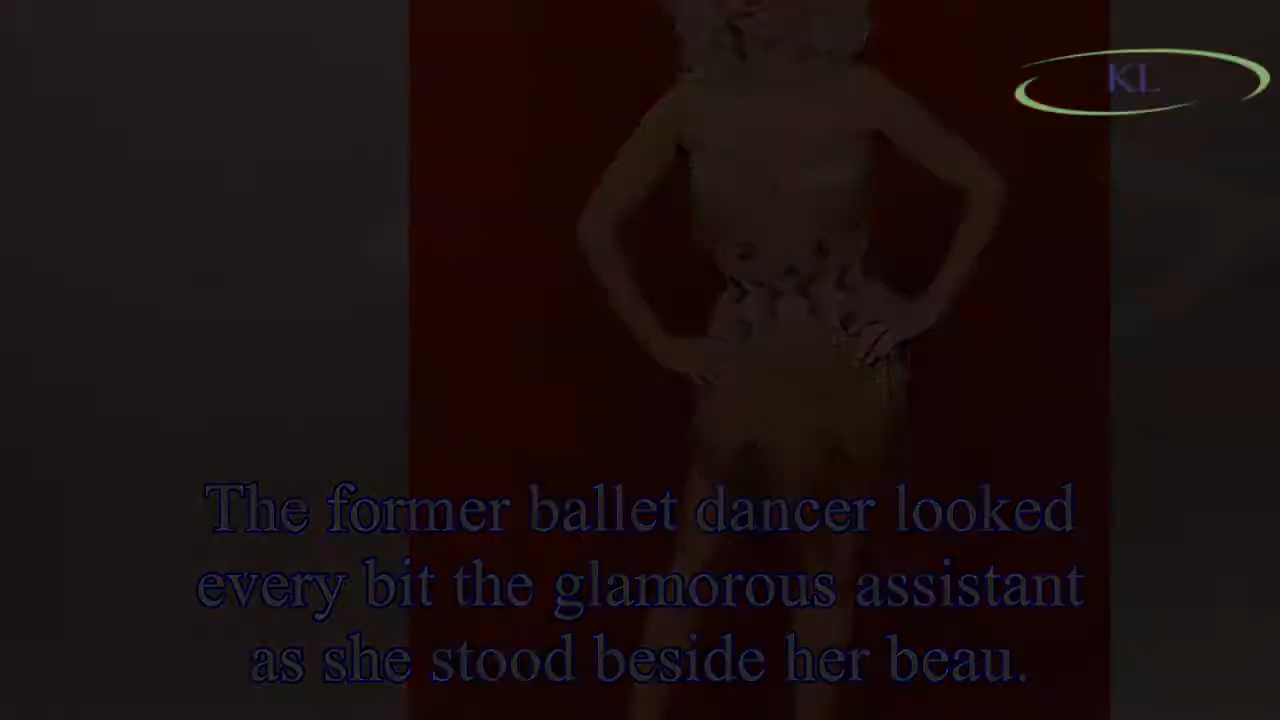 KL
The former ballet dancer looked
every bit the glamorous assistant
as she stood beside her beau.